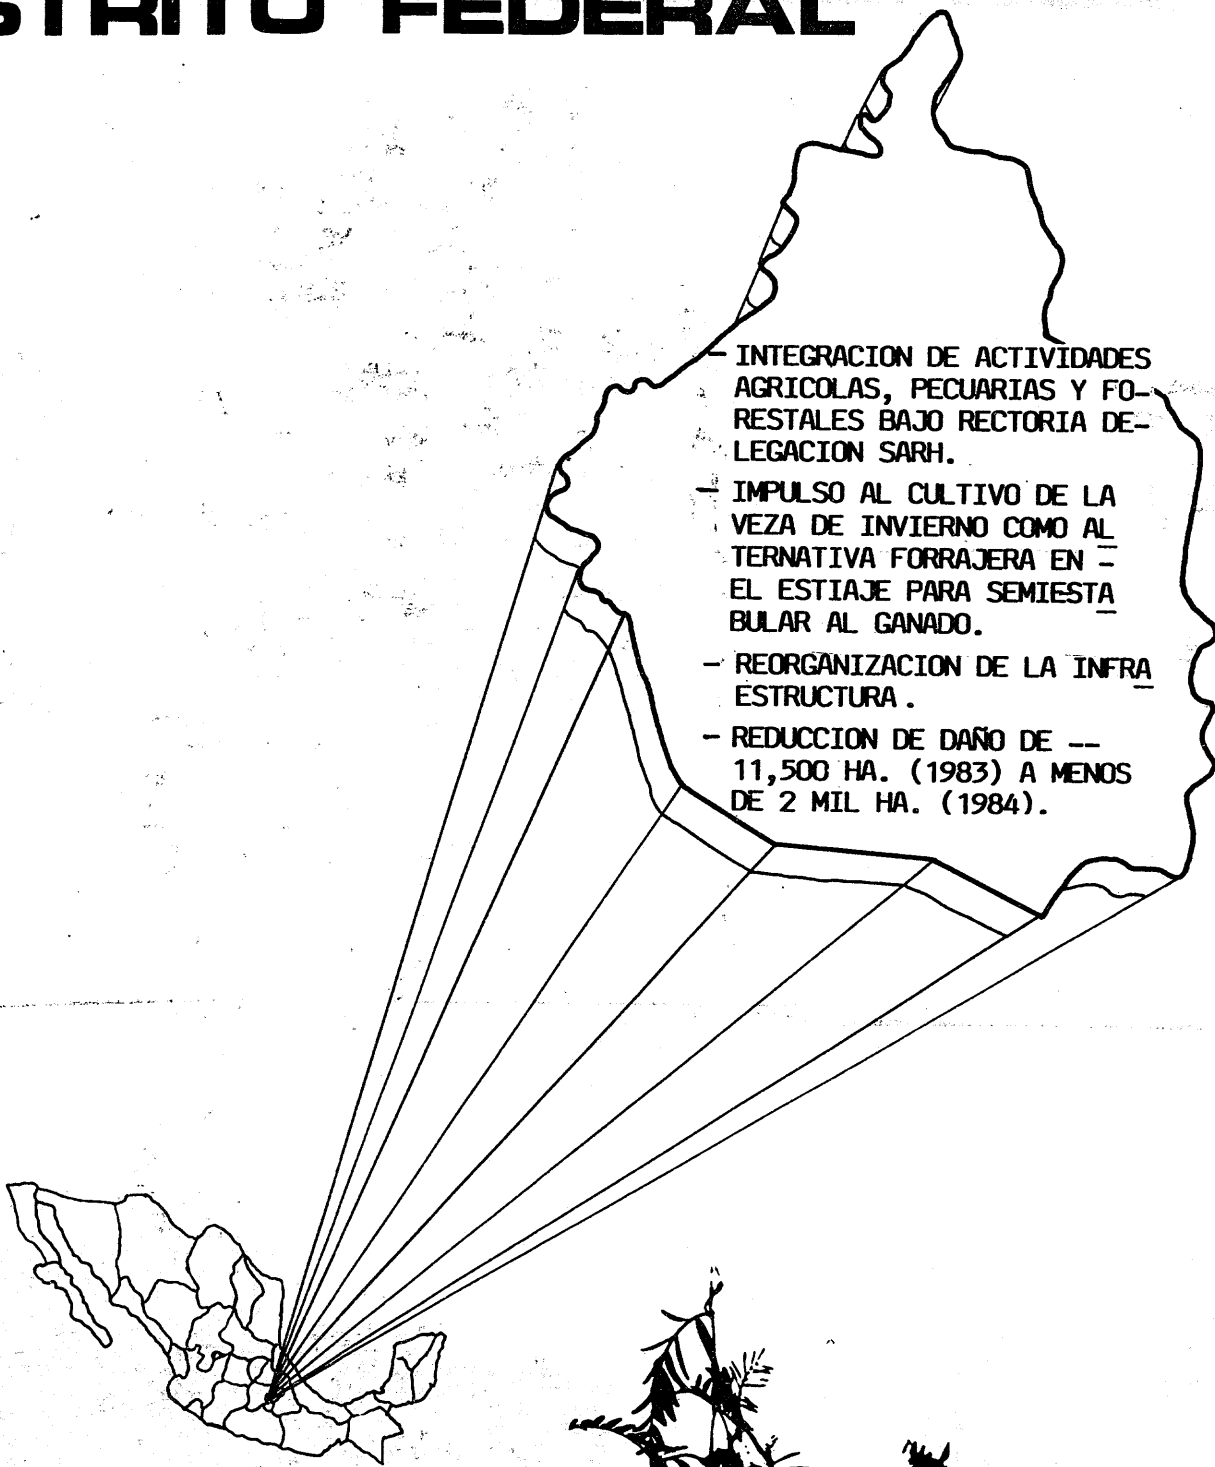 STRITO FEDERAL
- INTEGRACION DE ACTIVIDADES
AGRICOLAS, PECUARIAS Y FO-
RESTALES BAJO RECTORIA DE-
LEGACION SARH.
- IMPULSO AL CULTIVO DE LA
VEZA DE INVIERNO COMO AL
TERNATIVA FORRAJERA EN -
EL ESTIAJE PARA SEMIESTA
BULAR AL GANADO.
- REORGANIZACION DE LA INFRA
ESTRUCTURA.
- REDUCCION DE DAÑO DE --
11,500 HA. (1983) A MENOS
DE 2 MIL HA. (1984).